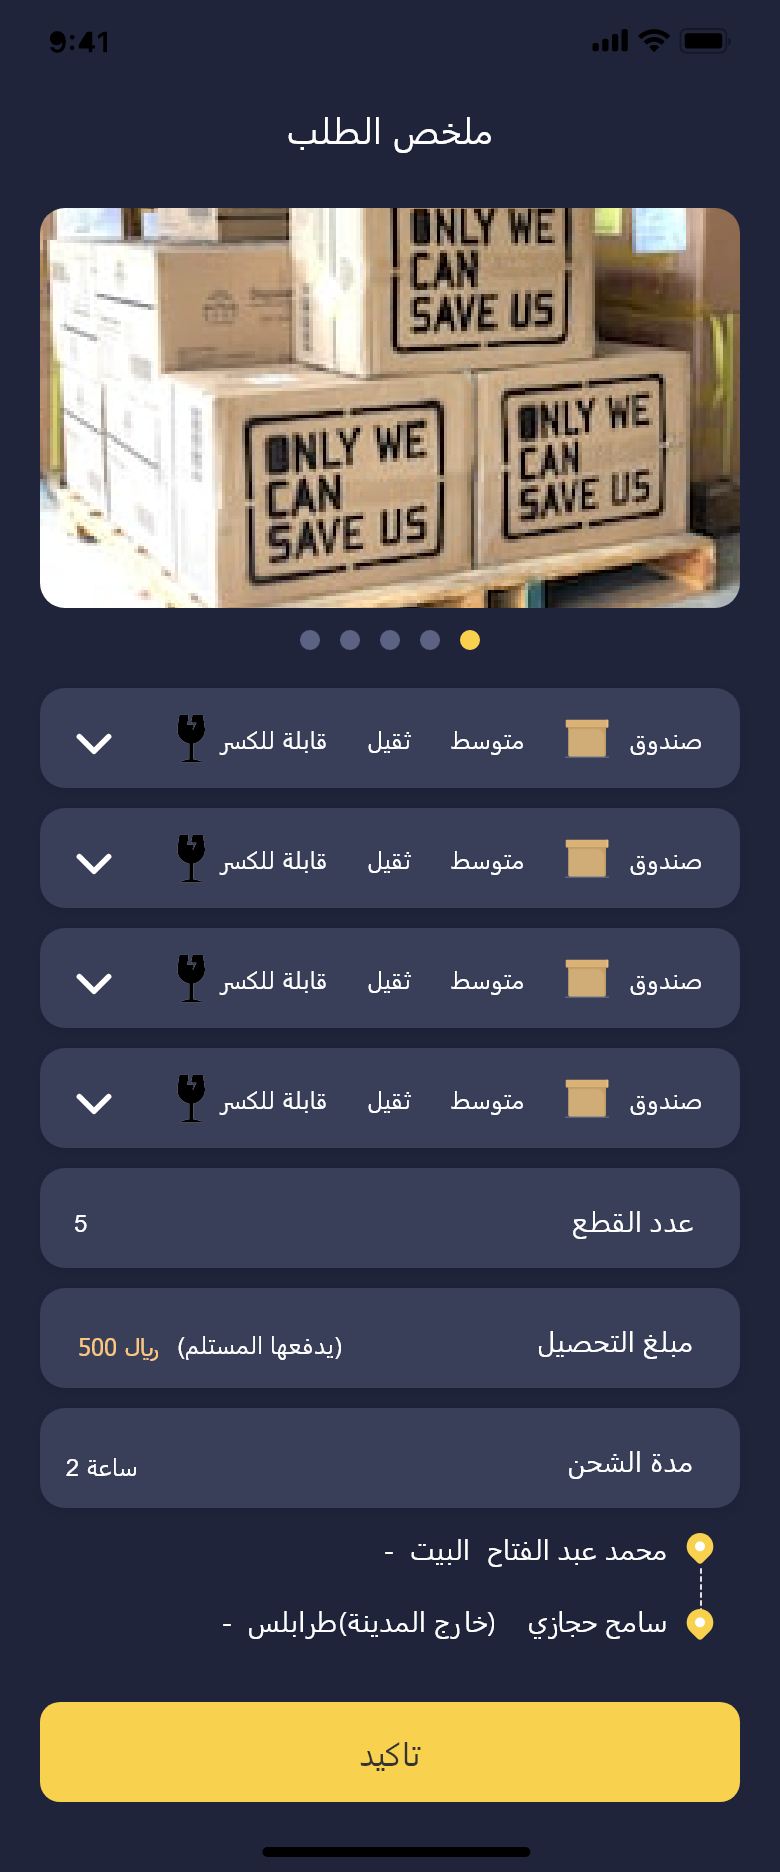 9:41
ملخص الطلب
ONLY WE
CAN
SAVE US
ONLY WE
CAN
SAVE US
ONLY WE
CAN
SAVE US
صندوق متوسط ثقيل قابلة للكسر
صندوق متوسط ثقيل قابلة للكسر
صندوق متوسط ثقيل قابلة للكسر
صندوق متوسط ثقيل قابلة للكسر
عدد القطع 5
مبلغ التحصيل (يدفعها المستلم) ريال 500
مدة الشحن ساعة 2
محمد عبد الفتاح البيت -
سامح حجازي (خارج المدينة)طرابلس -
تاكيد